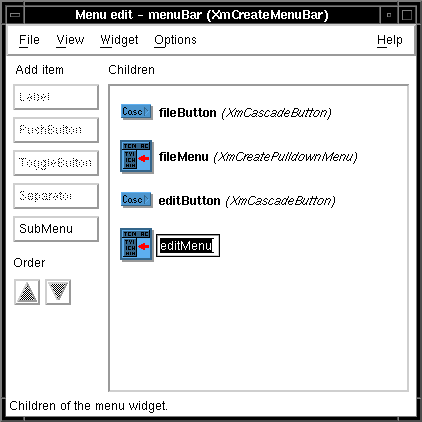 Menu edit - menuBar (XmCreateMenuBar)
File View Widget Options Help
Add item
Children
Label
PushButton
ToggleButton
Separator
SubMenu
Order
Casc
fileButton (XmCascadeButton)
fileMenu (XmCreatePulldownMenu)
Casc
editButton (XmCascadeButton)
editMenu
Children of the menu widget.